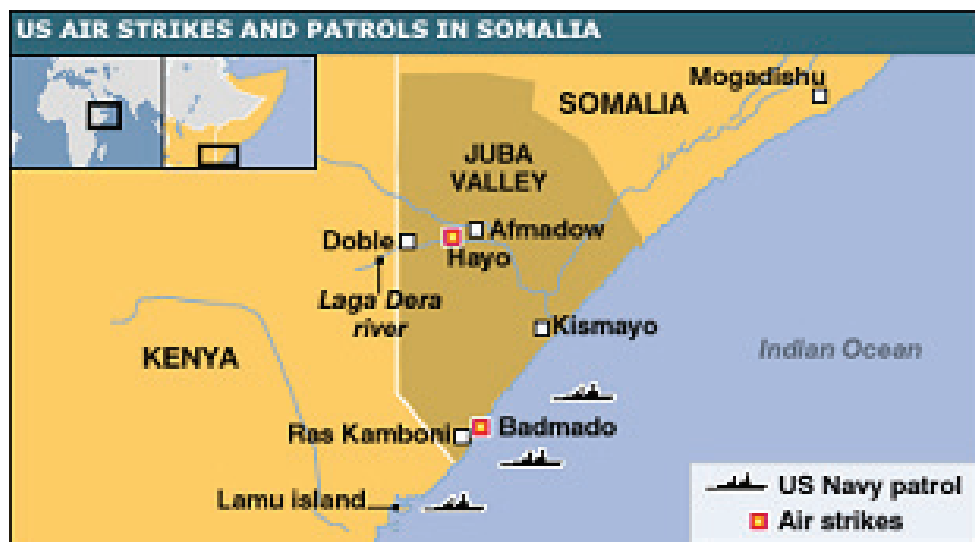 US AIR STRIKES AND PATROLS IN SOMALIA
Mogadishu
SOMALIA
JUBA
VALLEY
Afmadow
Doble
Hayo
Laga Dera
river
Kismayo
KENYA
Indian Ocean
Ras Kamboni
Badmado
Lamu island
US Navy patrol
Air strikes